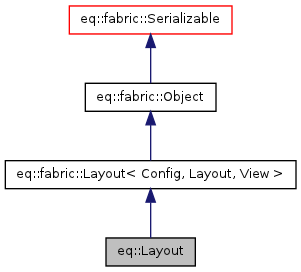 eq::fabric::Serializable
eq::fabric::Object
eq::fabric::Layout< Config, Layout, View >
eq::Layout